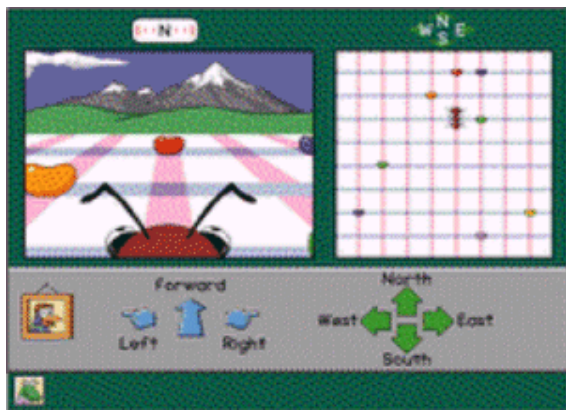 N
N
W E
S
Forward
Left
Right
North
West
East
South